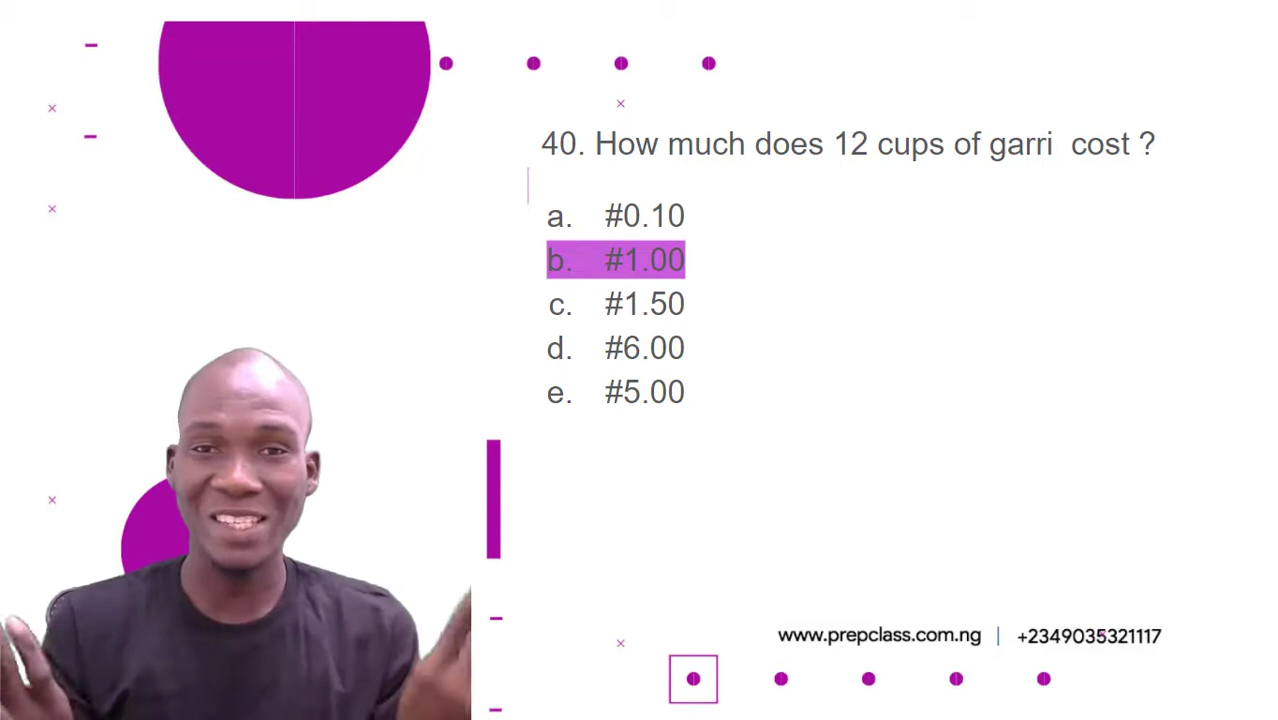 40. How much does 12 cups of garri cost ?
a. #0.10
b. #1.00
c. #1.50
d. #6.00
e. #5.00
www.prepclass.com.ng | +2349035321117